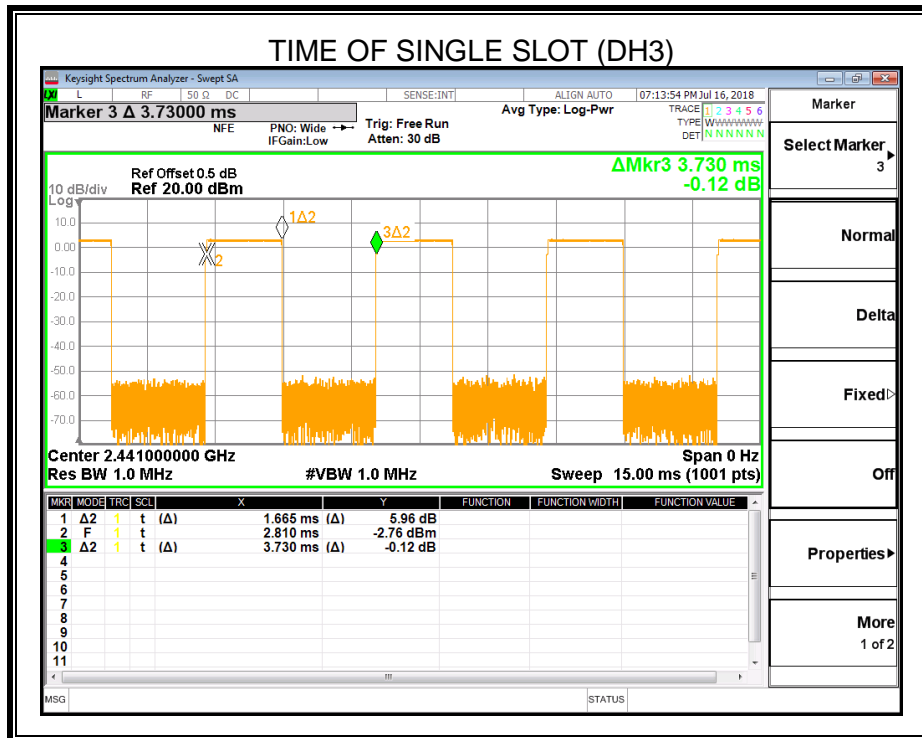 TIME OF SINGLE SLOT (DH3)
Keysight Spectrum Analyzer - Swept SA
L RF 50 Ω DC SENSE:INT ALIGN AUTO 07:13:54 PM Jul 16, 2018
Marker 3 Δ 3.73000 ms
Avg Type: Log-Pwr
TRACE 1 2 3 4 5 6
TYPE WWWWWW
DET N N N N N N
NFE
PNO: Wide
IFGain:Low
Trig: Free Run
Atten: 30 dB
ΔMkr3 3.730 ms
-0.12 dB
10 dB/div
Log
Ref Offset 0.5 dB
Ref 20.00 dBm
10.0
0.00
-10.0
-20.0
-30.0
-40.0
-50.0
-60.0
-70.0
1Δ2
3Δ2
2
Center 2.441000000 GHz
Span 0 Hz
Res BW 1.0 MHz
#VBW 1.0 MHz
Sweep 15.00 ms (1001 pts)
MKR MODE TRC SCL X Y FUNCTION FUNCTION WIDTH FUNCTION VALUE
1 Δ2 1 t (Δ) 1.665 ms (Δ) 5.96 dB
2 F 1 t 2.810 ms -2.76 dBm
3 Δ2 1 t (Δ) 3.730 ms (Δ) -0.12 dB
4
5
6
7
8
9
10
11
MSG
STATUS
Marker
Select Marker
3
Normal
Delta
Fixed
Off
Properties
More
1 of 2